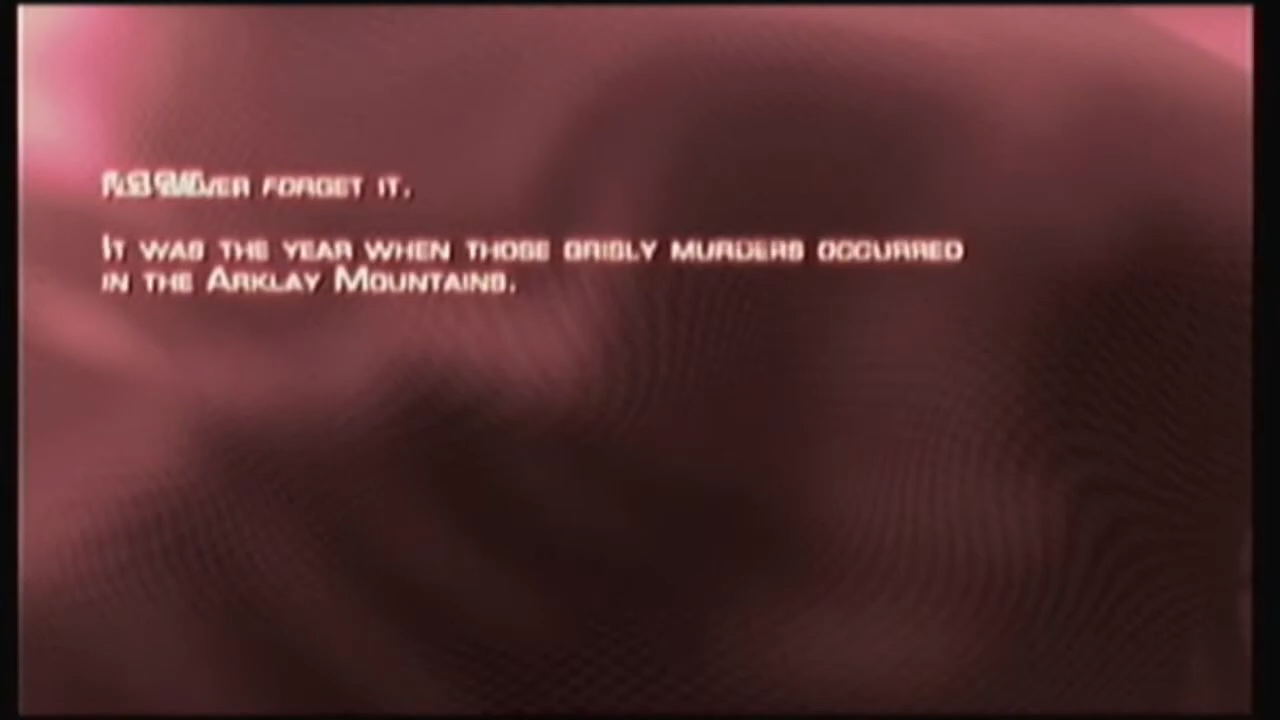 FORGET IT.
It was the year when those grisly murders occurred
in the Arklay Mountains.